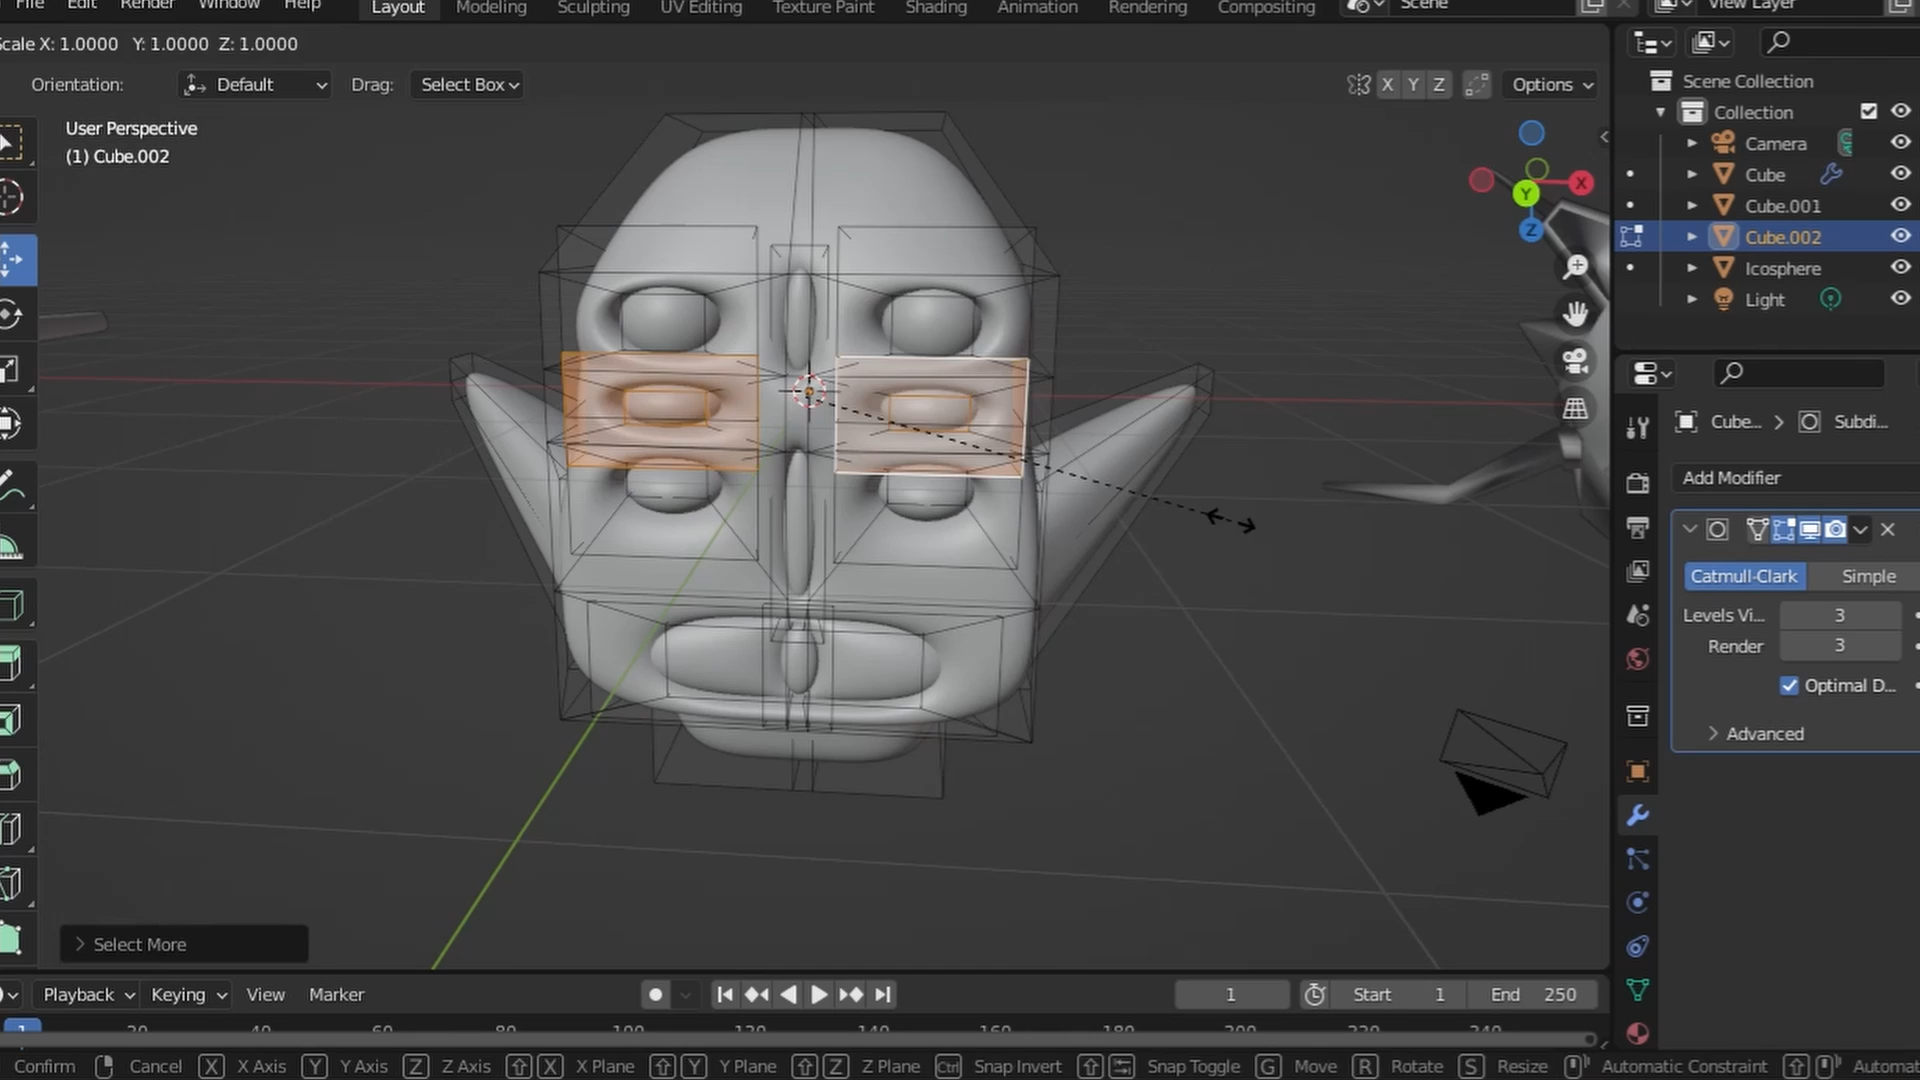 File Edit Render Window Help Layout Modeling Sculpting UV Editing Texture Paint Shading Animation Rendering Compositing Scene View Layer
Scale X: 1.0000 Y: 1.0000 Z: 1.0000
Orientation: Default Drag: Select Box X Y Z Options
User Perspective
(1) Cube.002
X
Y
Z
Scene Collection
Collection
Camera
Cube
Cube.001
Cube.002
Icosphere
Light
Cube... > Subdi...
Add Modifier
Catmull-Clark Simple
Levels Vi... 3
Render 3
Optimal D...
Advanced
Select More
Playback Keying View Marker 1 Start 1 End 250
1
Confirm Cancel X X Axis Y Y Axis Z Z Axis X X Plane Y Y Plane Z Z Plane Ctrl Snap Invert Snap Toggle G Move R Rotate S Resize Automatic Constraint Automat